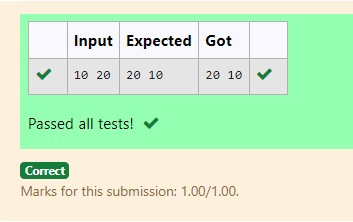 Input Expected Got
10 20 20 10 20 10
Passed all tests!
Correct
Marks for this submission: 1.00/1.00.